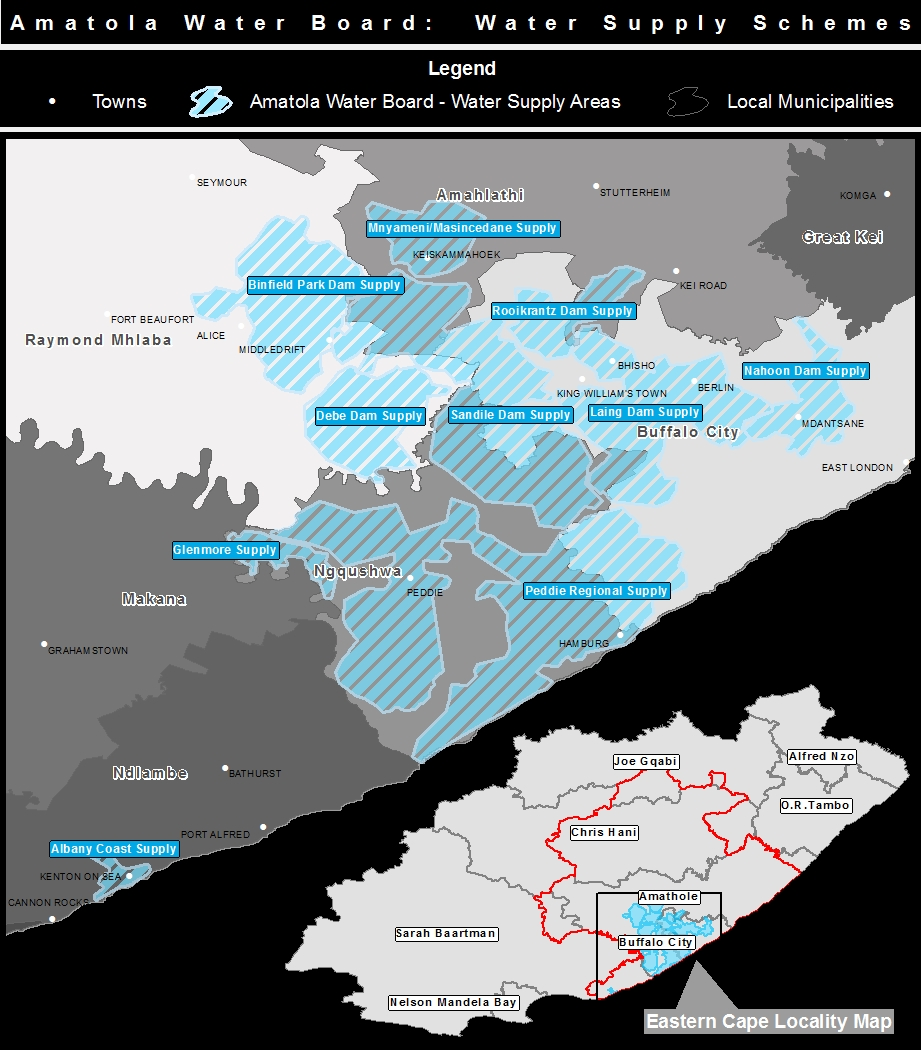 Amatola Water Board: Water Supply Schemes
Legend
Towns
Amatola Water Board - Water Supply Areas
Local Municipalities
SEYMOUR
Amahlathi
STUTTERHEIM
KOMGA
Mnyameni/Masincedane Supply
Great Kei
KEISKAMMAHOEK
Binfield Park Dam Supply
KEI ROAD
Rooikrantz Dam Supply
FORT BEAUFORT
Raymond Mhlaba
ALICE
MIDDLEDRIFT
BHISHO
Nahoon Dam Supply
KING WILLIAM'S TOWN
BERLIN
Debe Dam Supply
Sandile Dam Supply
Laing Dam Supply
MDANTSANE
Buffalo City
EAST LONDON
Glenmore Supply
Ngqushwa
PEDDIE
Peddie Regional Supply
Makana
HAMBURG
GRAHAMSTOWN
Ndlambe
BATHURST
PORT ALFRED
Albany Coast Supply
KENTON ON SEA
CANNON ROCKS
Joe Gqabi
Alfred Nzo
O.R.Tambo
Chris Hani
Amathole
Sarah Baartman
Buffalo City
Nelson Mandela Bay
Eastern Cape Locality Map